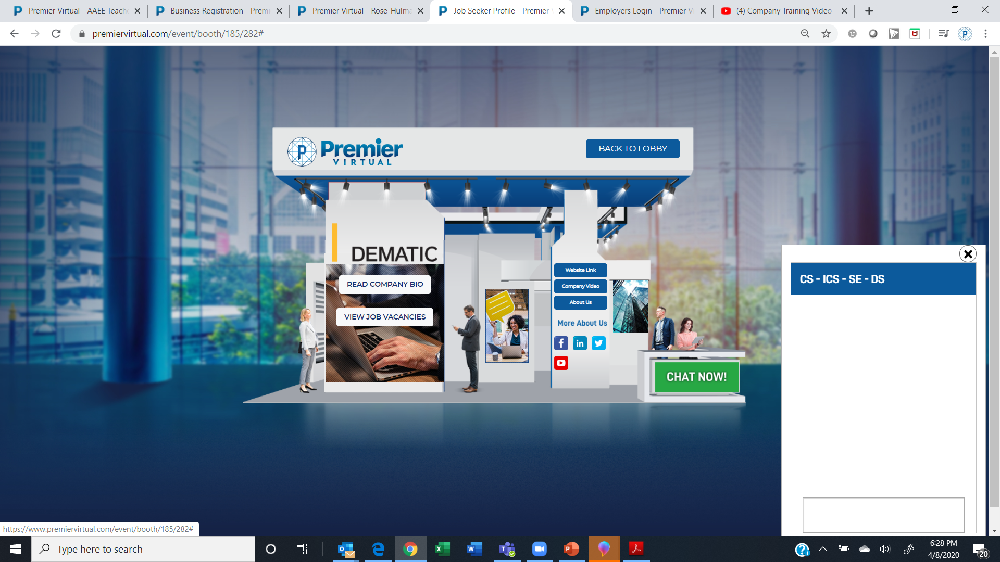 Premier Virtual - AAEE Teache
Business Registration - Premi
Premier Virtual - Rose-Hulma
Job Seeker Profile - Premier V
Employers Login - Premier Vi
(4) Company Training Video -
premiervirtual.com/event/booth/185/282#
P
Premier
VIRTUAL
BACK TO LOBBY
DEMATIC
READ COMPANY BIO
VIEW JOB VACANCIES
Website Link
Company Video
About Us
More About Us
CHAT NOW!
CS - ICS - SE - DS
https://www.premiervirtual.com/event/booth/185/282#
Type here to search
6:28 PM
4/8/2020
20